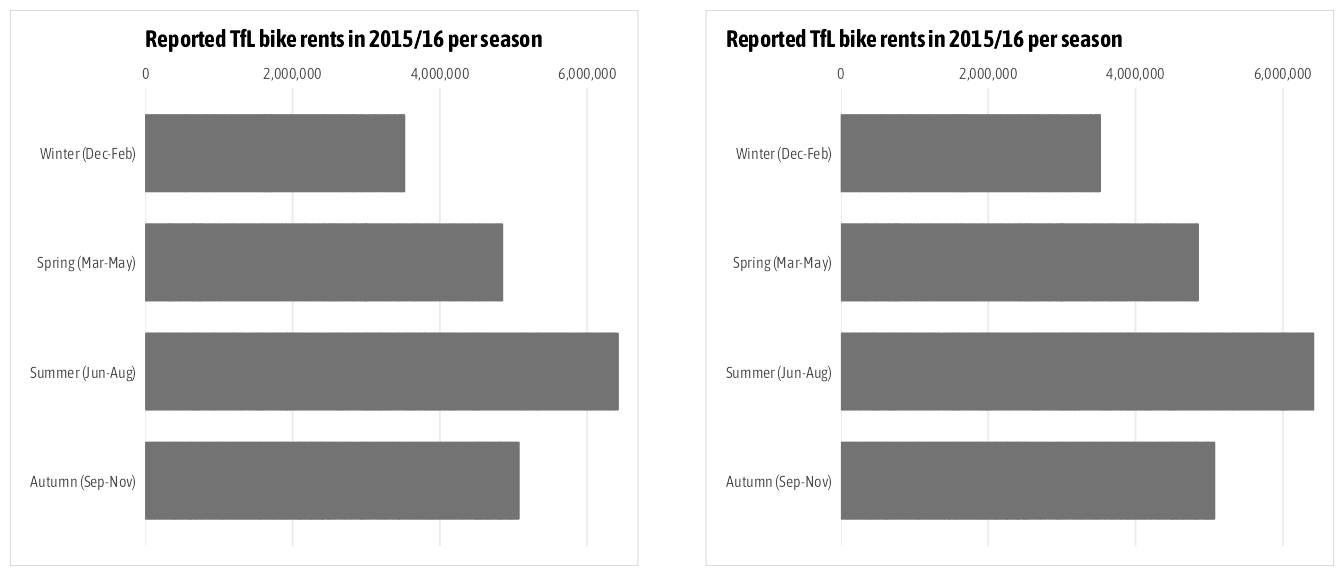 Reported TfL bike rents in 2015/16 per season
0 2,000,000 4,000,000 6,000,000
Winter (Dec-Feb)
Spring (Mar-May)
Summer (Jun-Aug)
Autumn (Sep-Nov)
Reported TfL bike rents in 2015/16 per season
0 2,000,000 4,000,000 6,000,000
Winter (Dec-Feb)
Spring (Mar-May)
Summer (Jun-Aug)
Autumn (Sep-Nov)